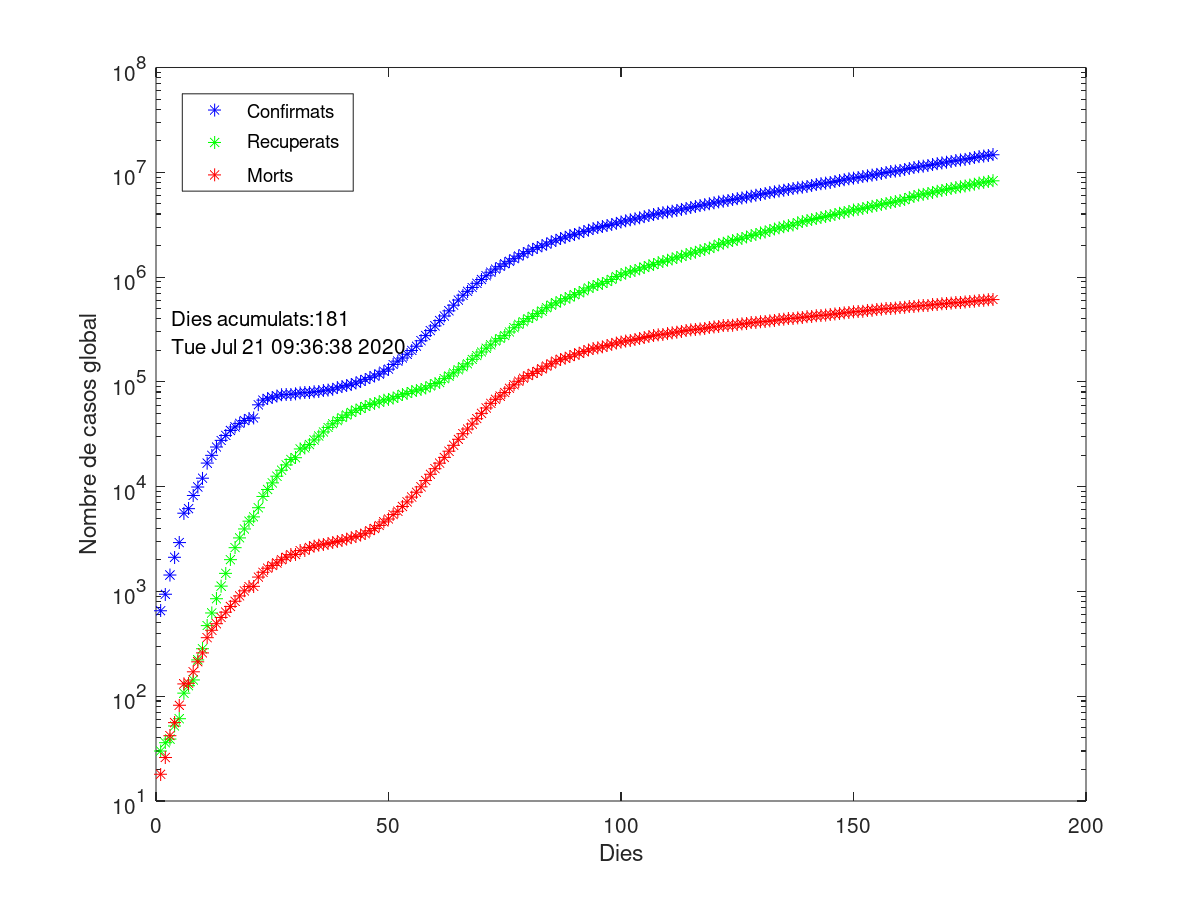 10^8
10^7
10^6
10^5
10^4
10^3
10^2
10^1
Confirmats
Recuperats
Morts
Dies acumulats:181
Tue Jul 21 09:36:38 2020
Nombre de casos global
0 50 100 150 200
Dies